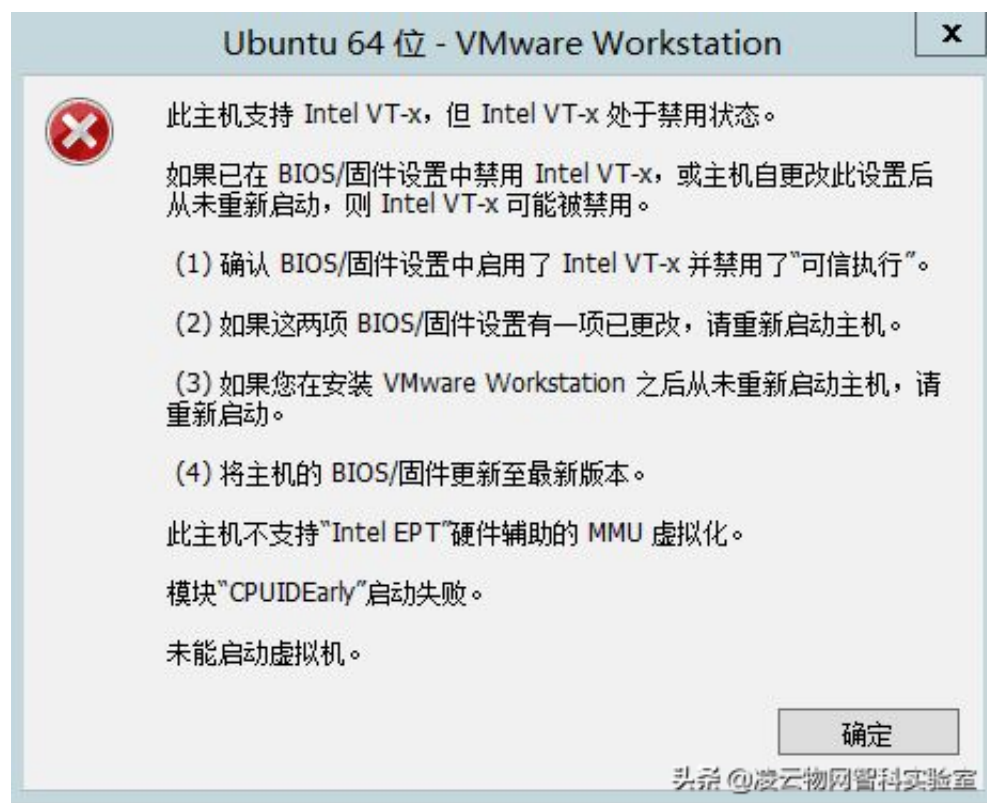 Ubuntu 64 位 - VMware Workstation
x
此主机支持 Intel VT-x，但 Intel VT-x 处于禁用状态。
如果已在 BIOS/固件设置中禁用 Intel VT-x，或主机自更改此设置后
从未重新启动，则 Intel VT-x 可能被禁用。
(1) 确认 BIOS/固件设置中启用了 Intel VT-x 并禁用了“可信执行”。
(2) 如果这两项 BIOS/固件设置有一项已更改，请重新启动主机。
(3) 如果您在安装 VMware Workstation 之后从未重新启动主机，请
重新启动。
(4) 将主机的 BIOS/固件更新至最新版本。
此主机不支持“Intel EPT”硬件辅助的 MMU 虚拟化。
模块“CPUIDEarly”启动失败。
未能启动虚拟机。
确定
头条 @凌云物网智科实验室